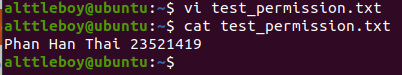 alttleboy@ubuntu:~$ vi test_permission.txt
alttleboy@ubuntu:~$ cat test_permission.txt
Phan Han Thai 23521419
alttleboy@ubuntu:~$